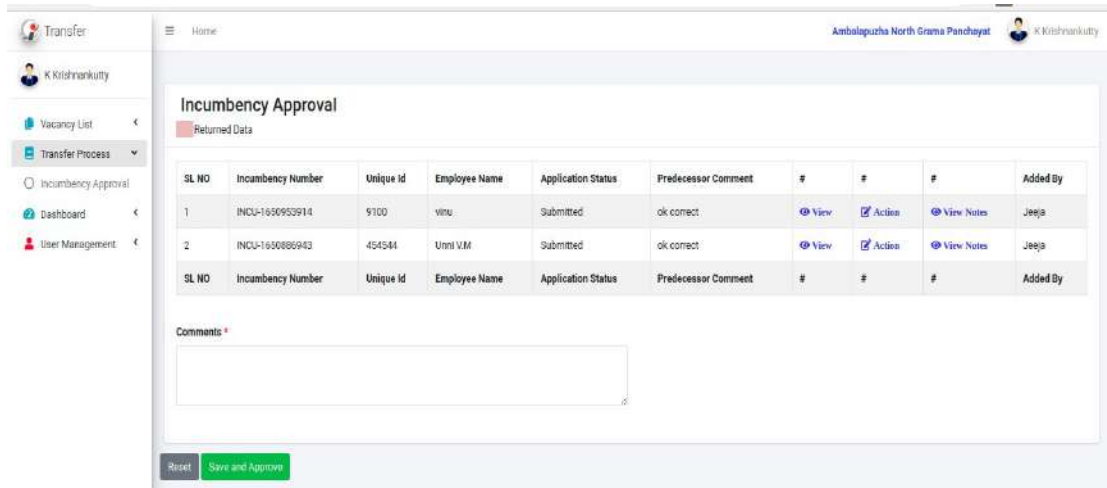 Transfer
Home
Ambalapuzha North Grama Panchayat
K Krishnankutty
K Krishnankutty
Vacancy List
Transfer Process
Incumbency Approval
Dashboard
User Management
Incumbency Approval
Returned Data
SL NO Incumbency Number Unique Id Employee Name Application Status Predecessor Comment # # # Added By
1 INCU-1650953914 9100 vinu Submitted ok correct View Action View Notes Jeeja
2 INCU-1650886943 454544 Unni V.M Submitted ok correct View Action View Notes Jeeja
SL NO Incumbency Number Unique Id Employee Name Application Status Predecessor Comment # # # Added By
Comments *
Reset Save and Approve